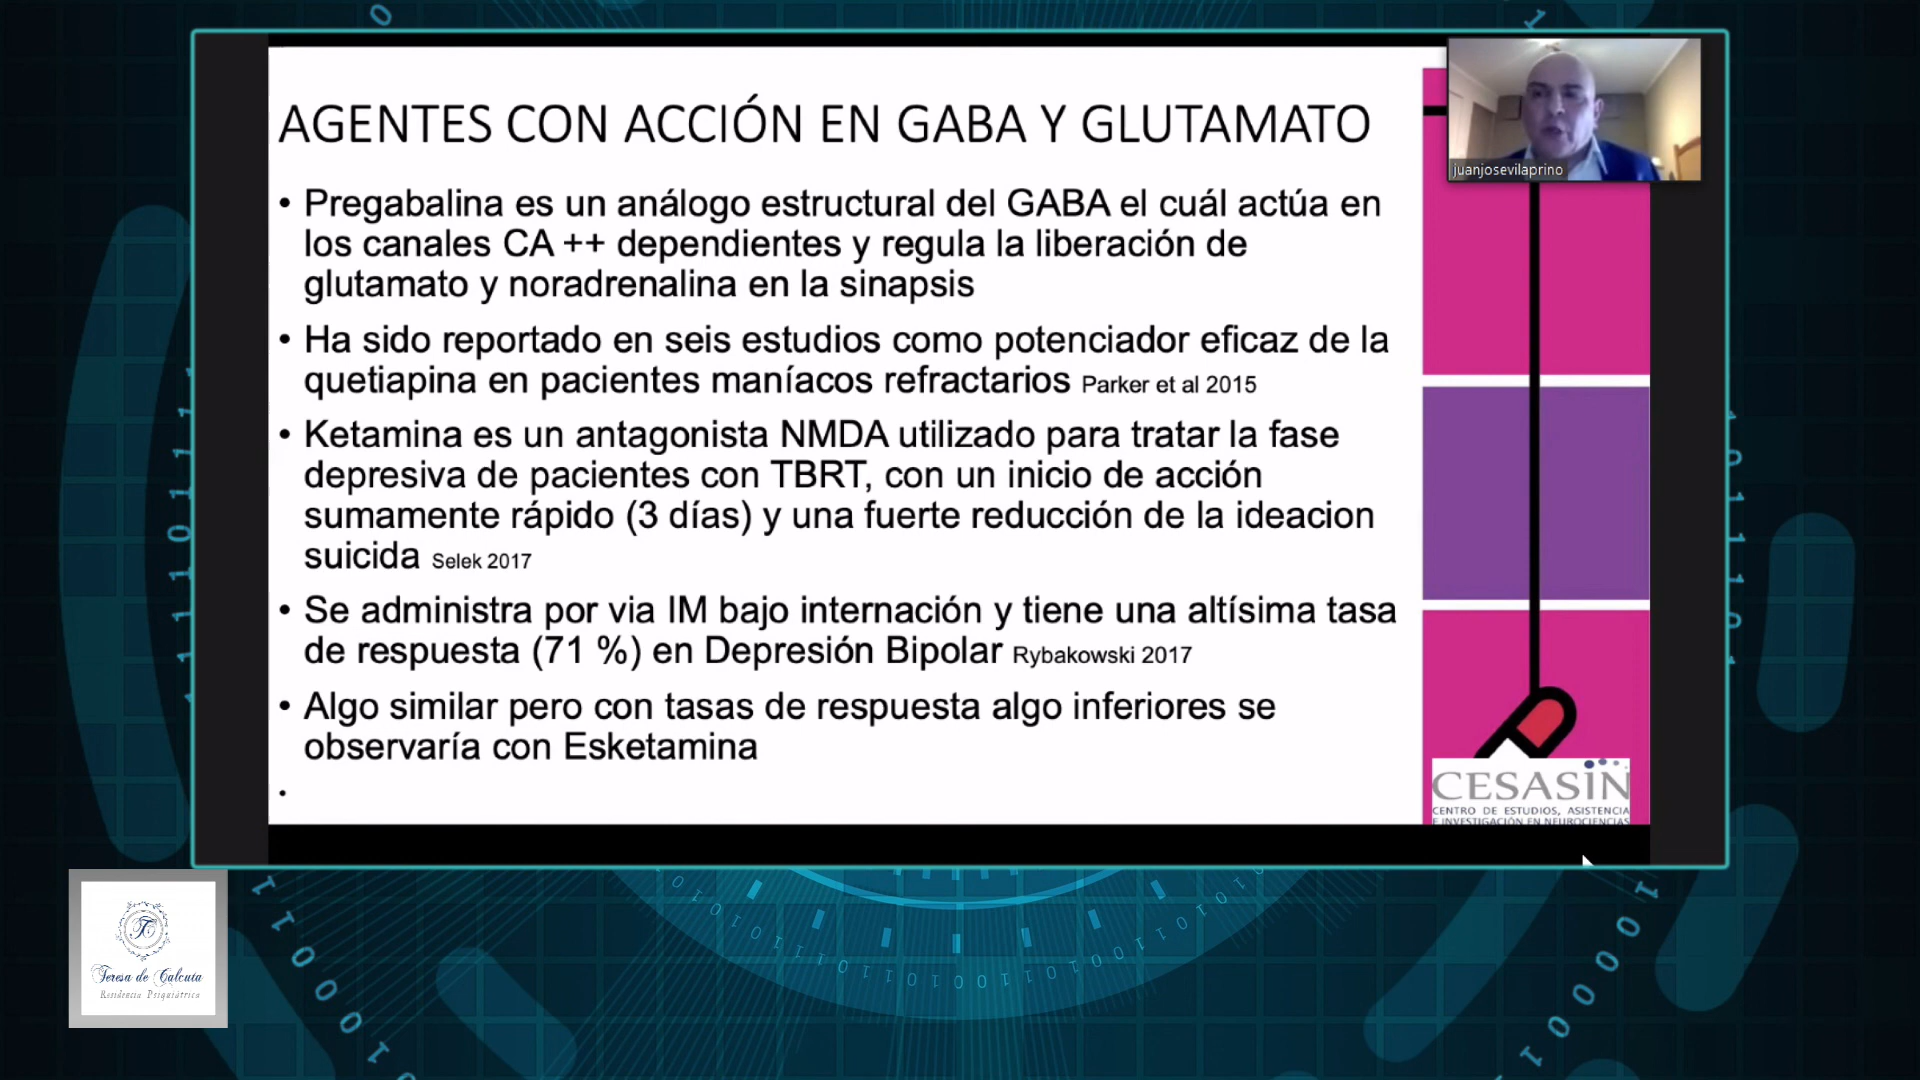 AGENTES CON ACCIÓN EN GABA Y GLUTAMATO
• Pregabalina es un análogo estructural del GABA el cuál actúa en
los canales CA ++ dependientes y regula la liberación de
glutamato y noradrenalina en la sinapsis
• Ha sido reportado en seis estudios como potenciador eficaz de la
quetiapina en pacientes maníacos refractarios Parker et al 2015
• Ketamina es un antagonista NMDA utilizado para tratar la fase
depresiva de pacientes con TBRT, con un inicio de acción
sumamente rápido (3 días) y una fuerte reducción de la ideacion
suicida Selek 2017
• Se administra por via IM bajo internación y tiene una altísima tasa
de respuesta (71 %) en Depresión Bipolar Rybakowski 2017
• Algo similar pero con tasas de respuesta algo inferiores se
observaría con Esketamina
juanjosevilaprino
CESASIN
CENTRO DE ESTUDIOS, ASISTENCIA
E INVESTIGACIÓN EN NEUROCIENCIAS
TC
Teresa de Calcuta
Residencia Psiquiátrica